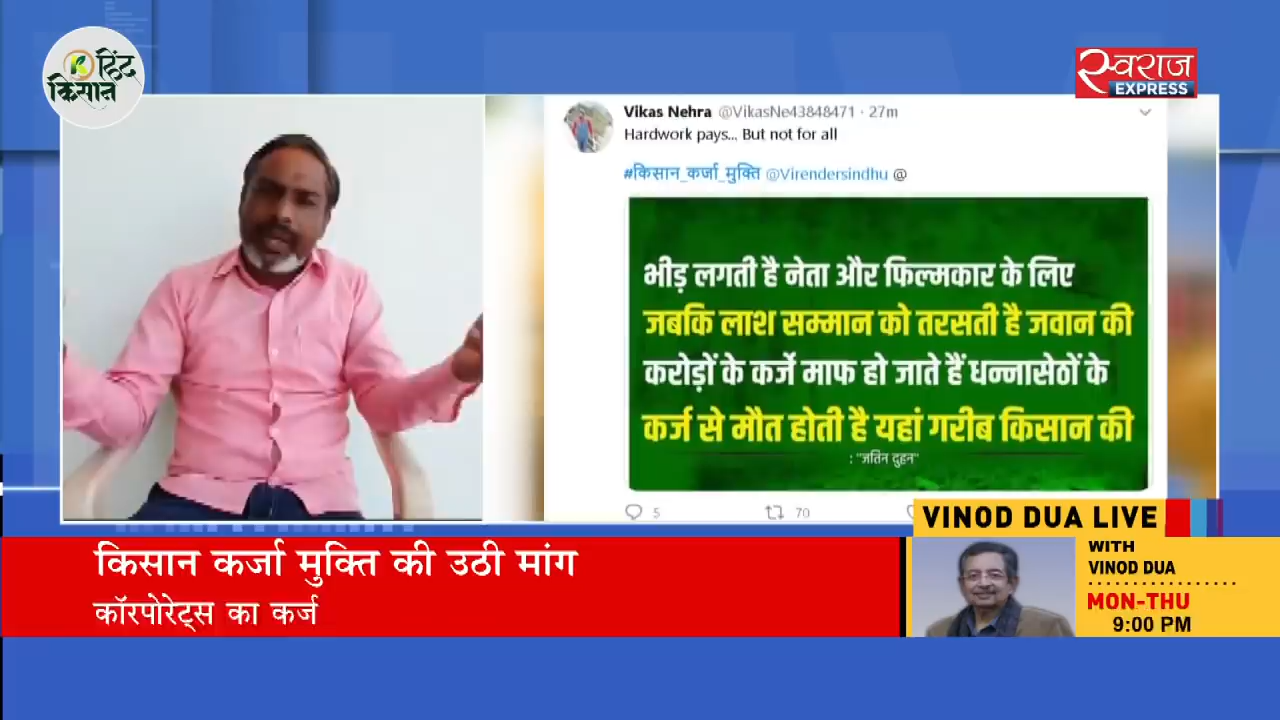 हिंद
किसान
स्वराज
EXPRESS
Vikas Nehra @VikasNe43848471 · 27m
Hardwork pays... But not for all
#किसान_कर्जा_मुक्ति @Virendersindhu @
भीड़ लगती है नेता और फिल्मकार के लिए
जबकि लाश सम्मान को तरसती है जवान की
करोड़ों के कर्जे माफ हो जाते हैं धन्नासेठों के
कर्ज से मौत होती है यहां गरीब किसान की
: "जतिन दुहन"
5 70
VINOD DUA LIVE
WITH
VINOD DUA
MON-THU
9:00 PM
किसान कर्जा मुक्ति की उठी मांग
कॉरपोरेट्स का कर्ज